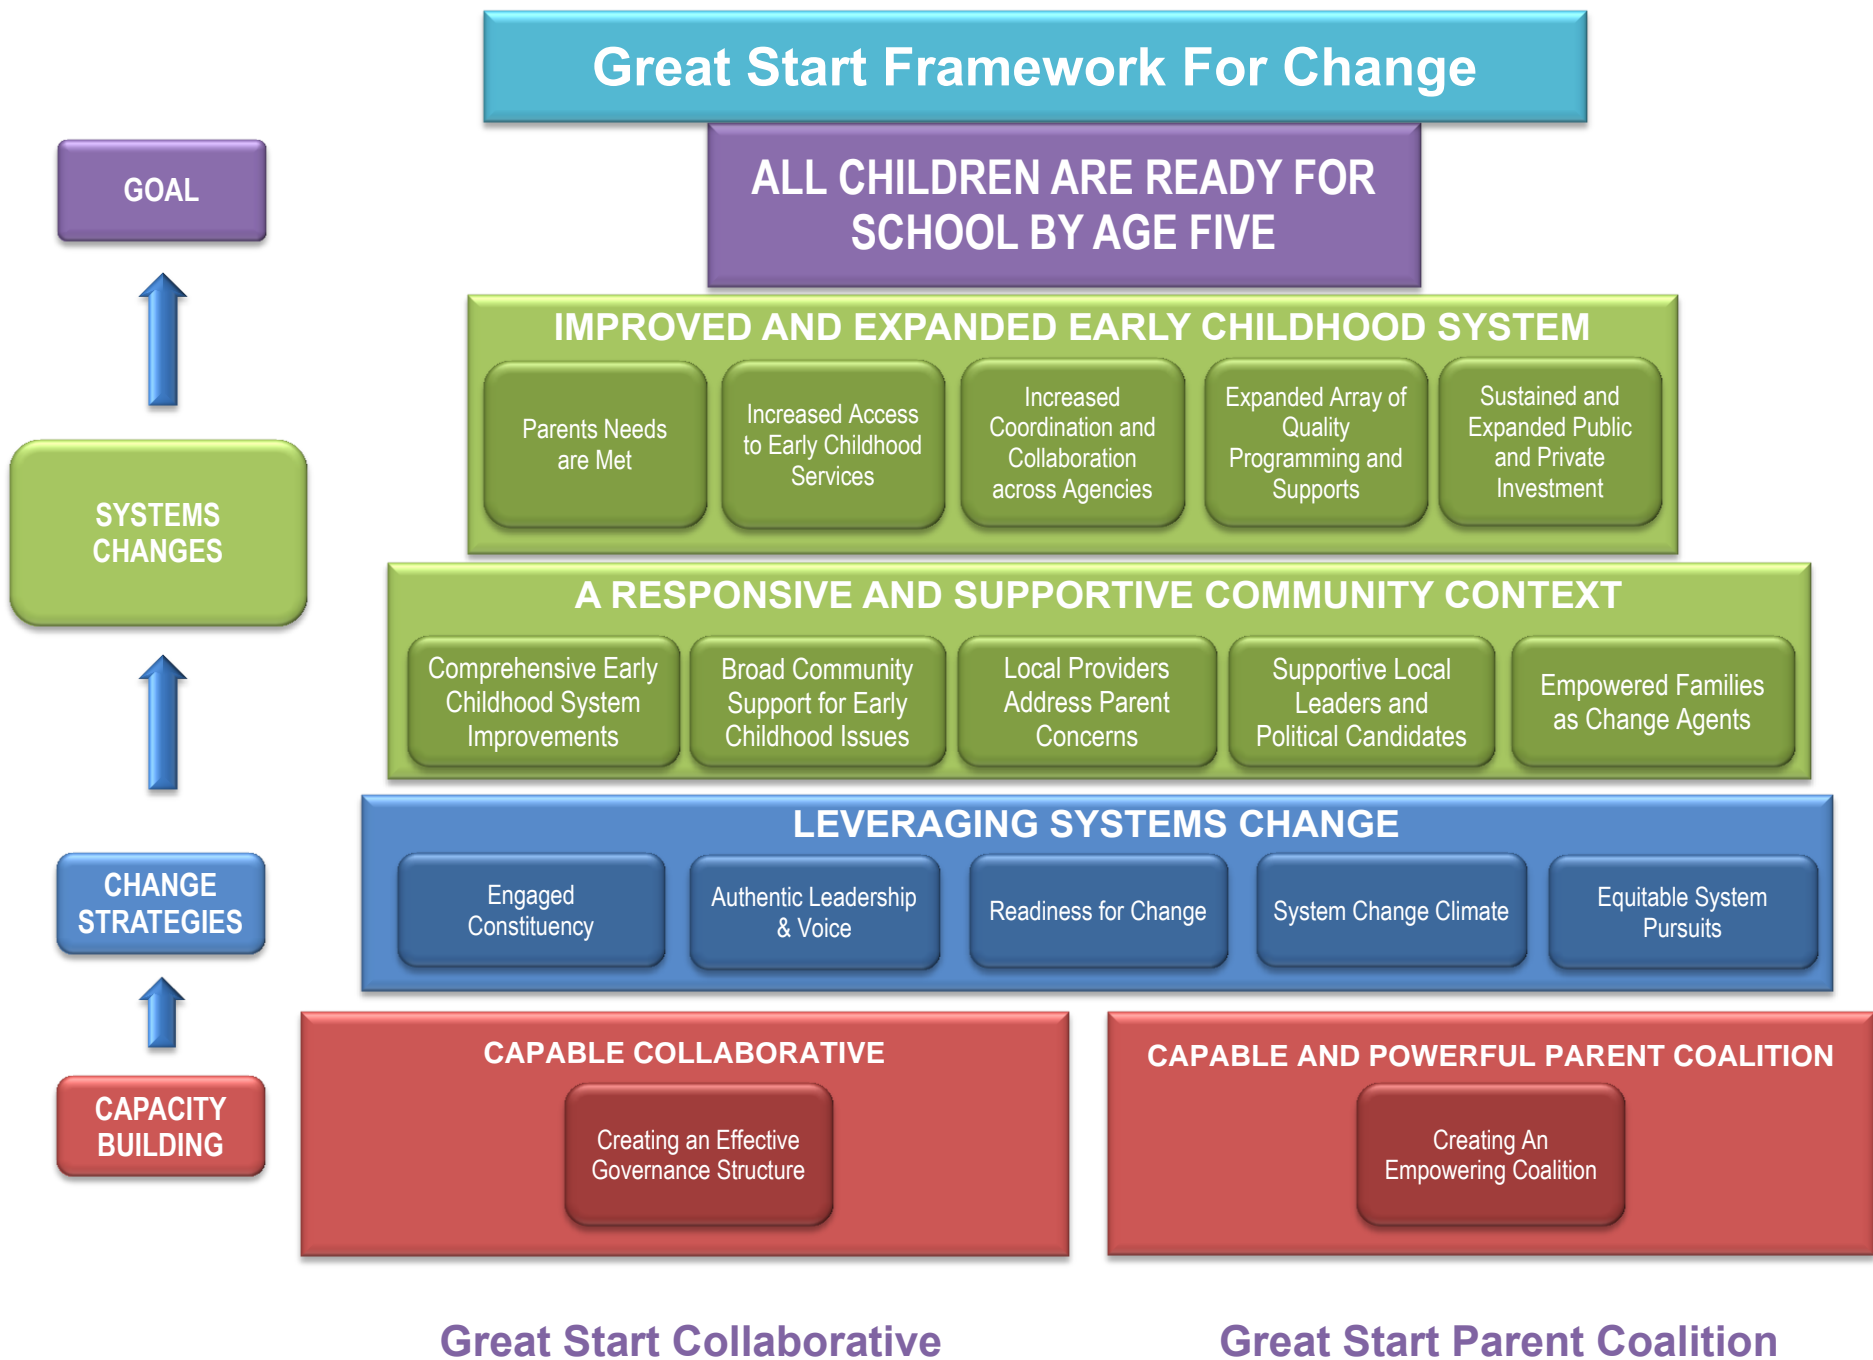 Great Start Framework For Change
GOAL
ALL CHILDREN ARE READY FOR
SCHOOL BY AGE FIVE
SYSTEMS
CHANGES
IMPROVED AND EXPANDED EARLY CHILDHOOD SYSTEM
Parents Needs
are Met
Increased Access
to Early Childhood
Services
Increased
Coordination and
Collaboration
across Agencies
Expanded Array of
Quality
Programming and
Supports
Sustained and
Expanded Public
and Private
Investment
A RESPONSIVE AND SUPPORTIVE COMMUNITY CONTEXT
Comprehensive Early
Childhood System
Improvements
Broad Community
Support for Early
Childhood Issues
Local Providers
Address Parent
Concerns
Supportive Local
Leaders and
Political Candidates
Empowered Families
as Change Agents
CHANGE
STRATEGIES
LEVERAGING SYSTEMS CHANGE
Engaged
Constituency
Authentic Leadership
& Voice
Readiness for Change
System Change Climate
Equitable System
Pursuits
CAPACITY
BUILDING
CAPABLE COLLABORATIVE
Creating an Effective
Governance Structure
CAPABLE AND POWERFUL PARENT COALITION
Creating An
Empowering Coalition
Great Start Collaborative
Great Start Parent Coalition